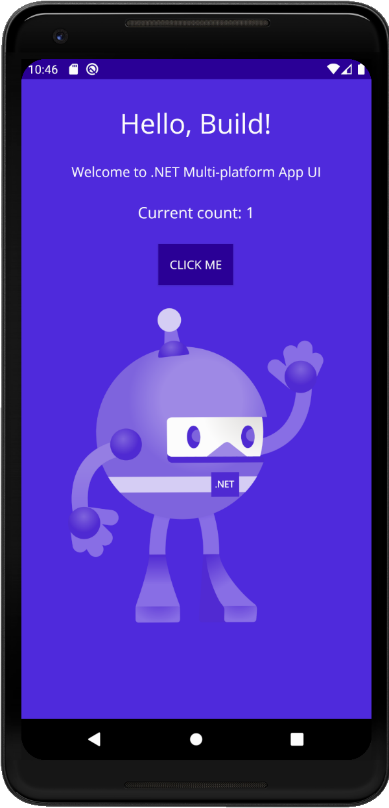 10:46
Hello, Build!
Welcome to .NET Multi-platform App UI
Current count: 1
CLICK ME
.NET